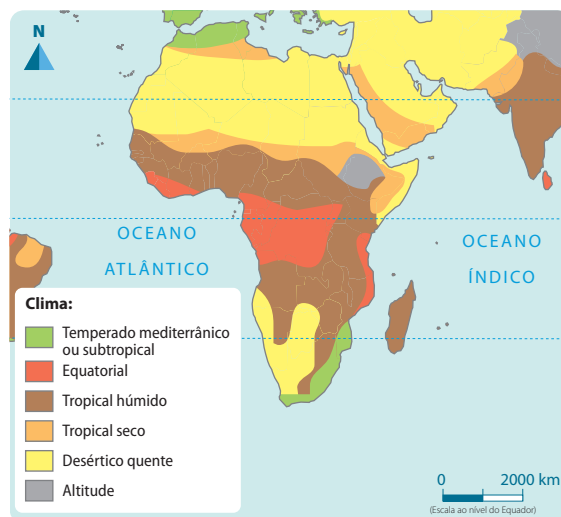 N
OCEANO
ATLÂNTICO
OCEANO
ÍNDICO
Clima:
Temperado mediterrânico
ou subtropical
Equatorial
Tropical húmido
Tropical seco
Desértico quente
Altitude
0 2000 km
(Escala ao nível do Equador)